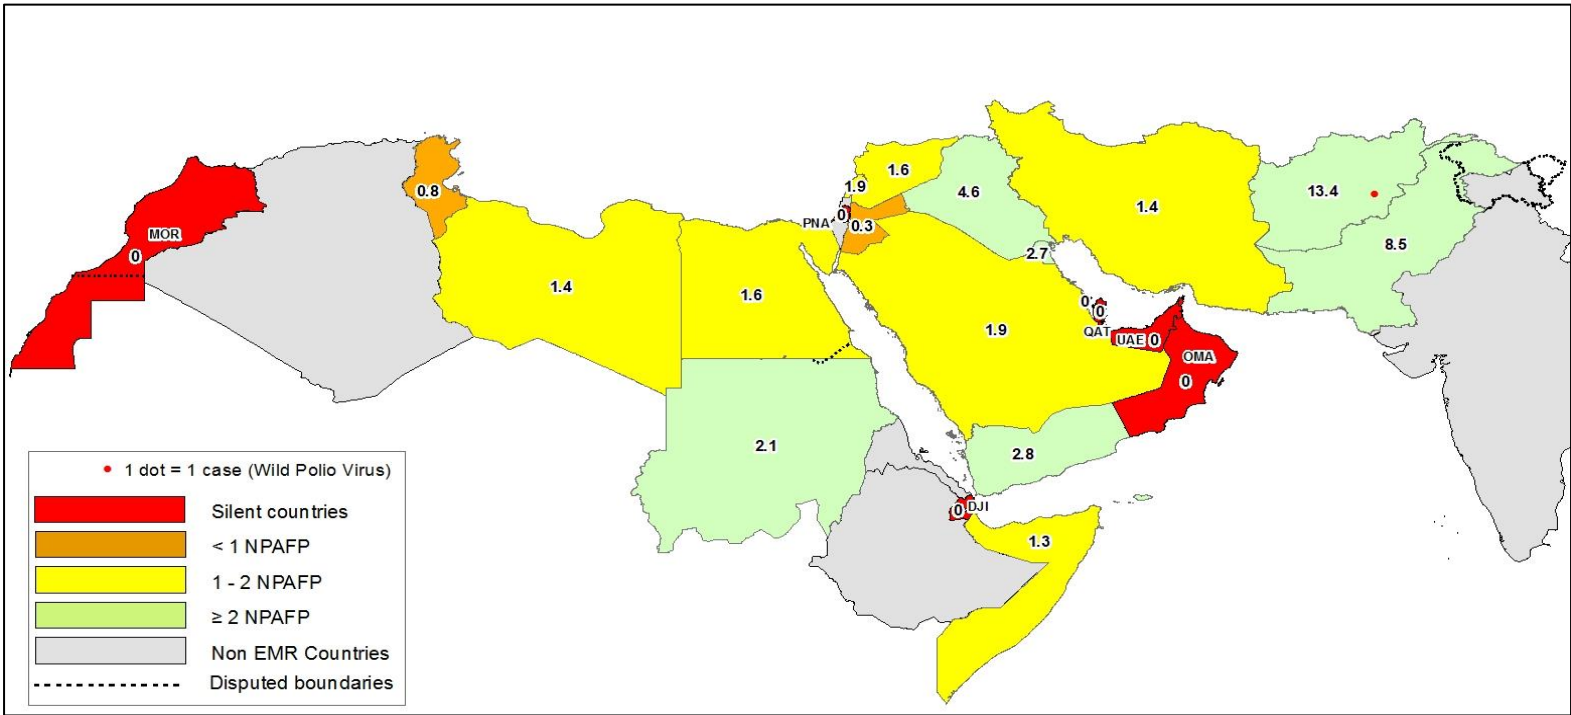 0.8
1.6
4.6
13.4
1.9
1.4
PNA
0
0.3
MOR
0
8.5
2.7
1.4
1.6
1.9
0
0
QAT
UAE 0
OMA
0
2.1
2.8
0
DJI
1.3
1 dot = 1 case (Wild Polio Virus)
Silent countries
< 1 NPAFP
1 - 2 NPAFP
≥ 2 NPAFP
Non EMR Countries
Disputed boundaries